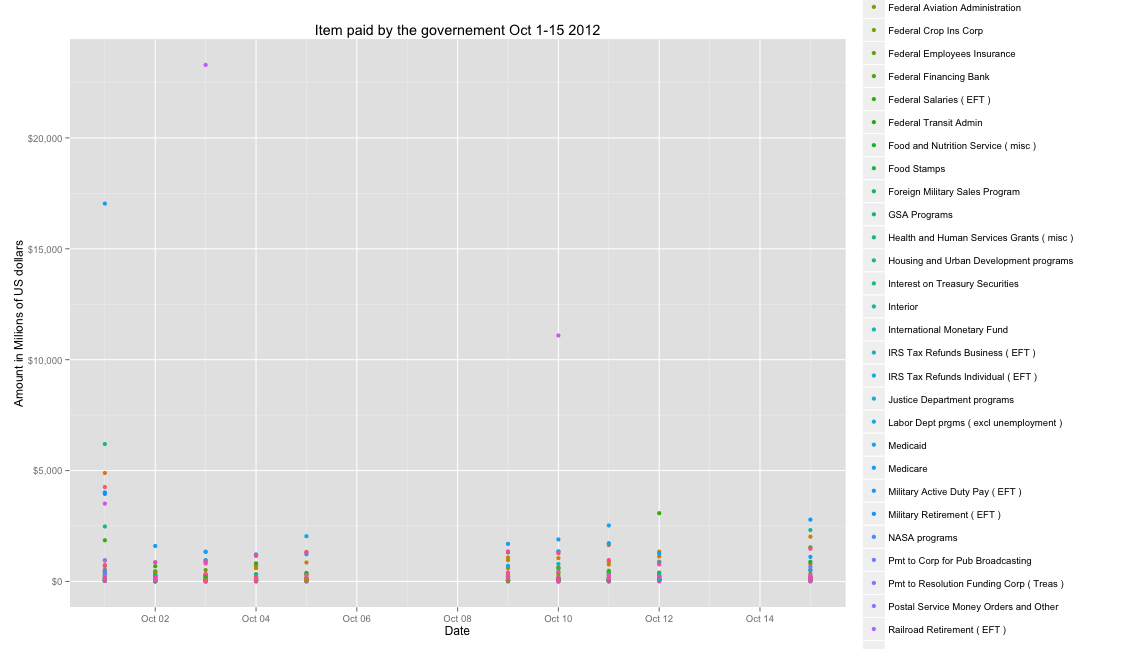 Item paid by the governement Oct 1-15 2012
Amount in Milions of US dollars
$20,000
$15,000
$10,000
$5,000
$0
Oct 02
Oct 04
Oct 06
Oct 08
Oct 10
Oct 12
Oct 14
Date
Federal Aviation Administration
Federal Crop Ins Corp
Federal Employees Insurance
Federal Financing Bank
Federal Salaries ( EFT )
Federal Transit Admin
Food and Nutrition Service ( misc )
Food Stamps
Foreign Military Sales Program
GSA Programs
Health and Human Services Grants ( misc )
Housing and Urban Development programs
Interest on Treasury Securities
Interior
International Monetary Fund
IRS Tax Refunds Business ( EFT )
IRS Tax Refunds Individual ( EFT )
Justice Department programs
Labor Dept prgms ( excl unemployment )
Medicaid
Medicare
Military Active Duty Pay ( EFT )
Military Retirement ( EFT )
NASA programs
Pmt to Corp for Pub Broadcasting
Pmt to Resolution Funding Corp ( Treas )
Postal Service Money Orders and Other
Railroad Retirement ( EFT )